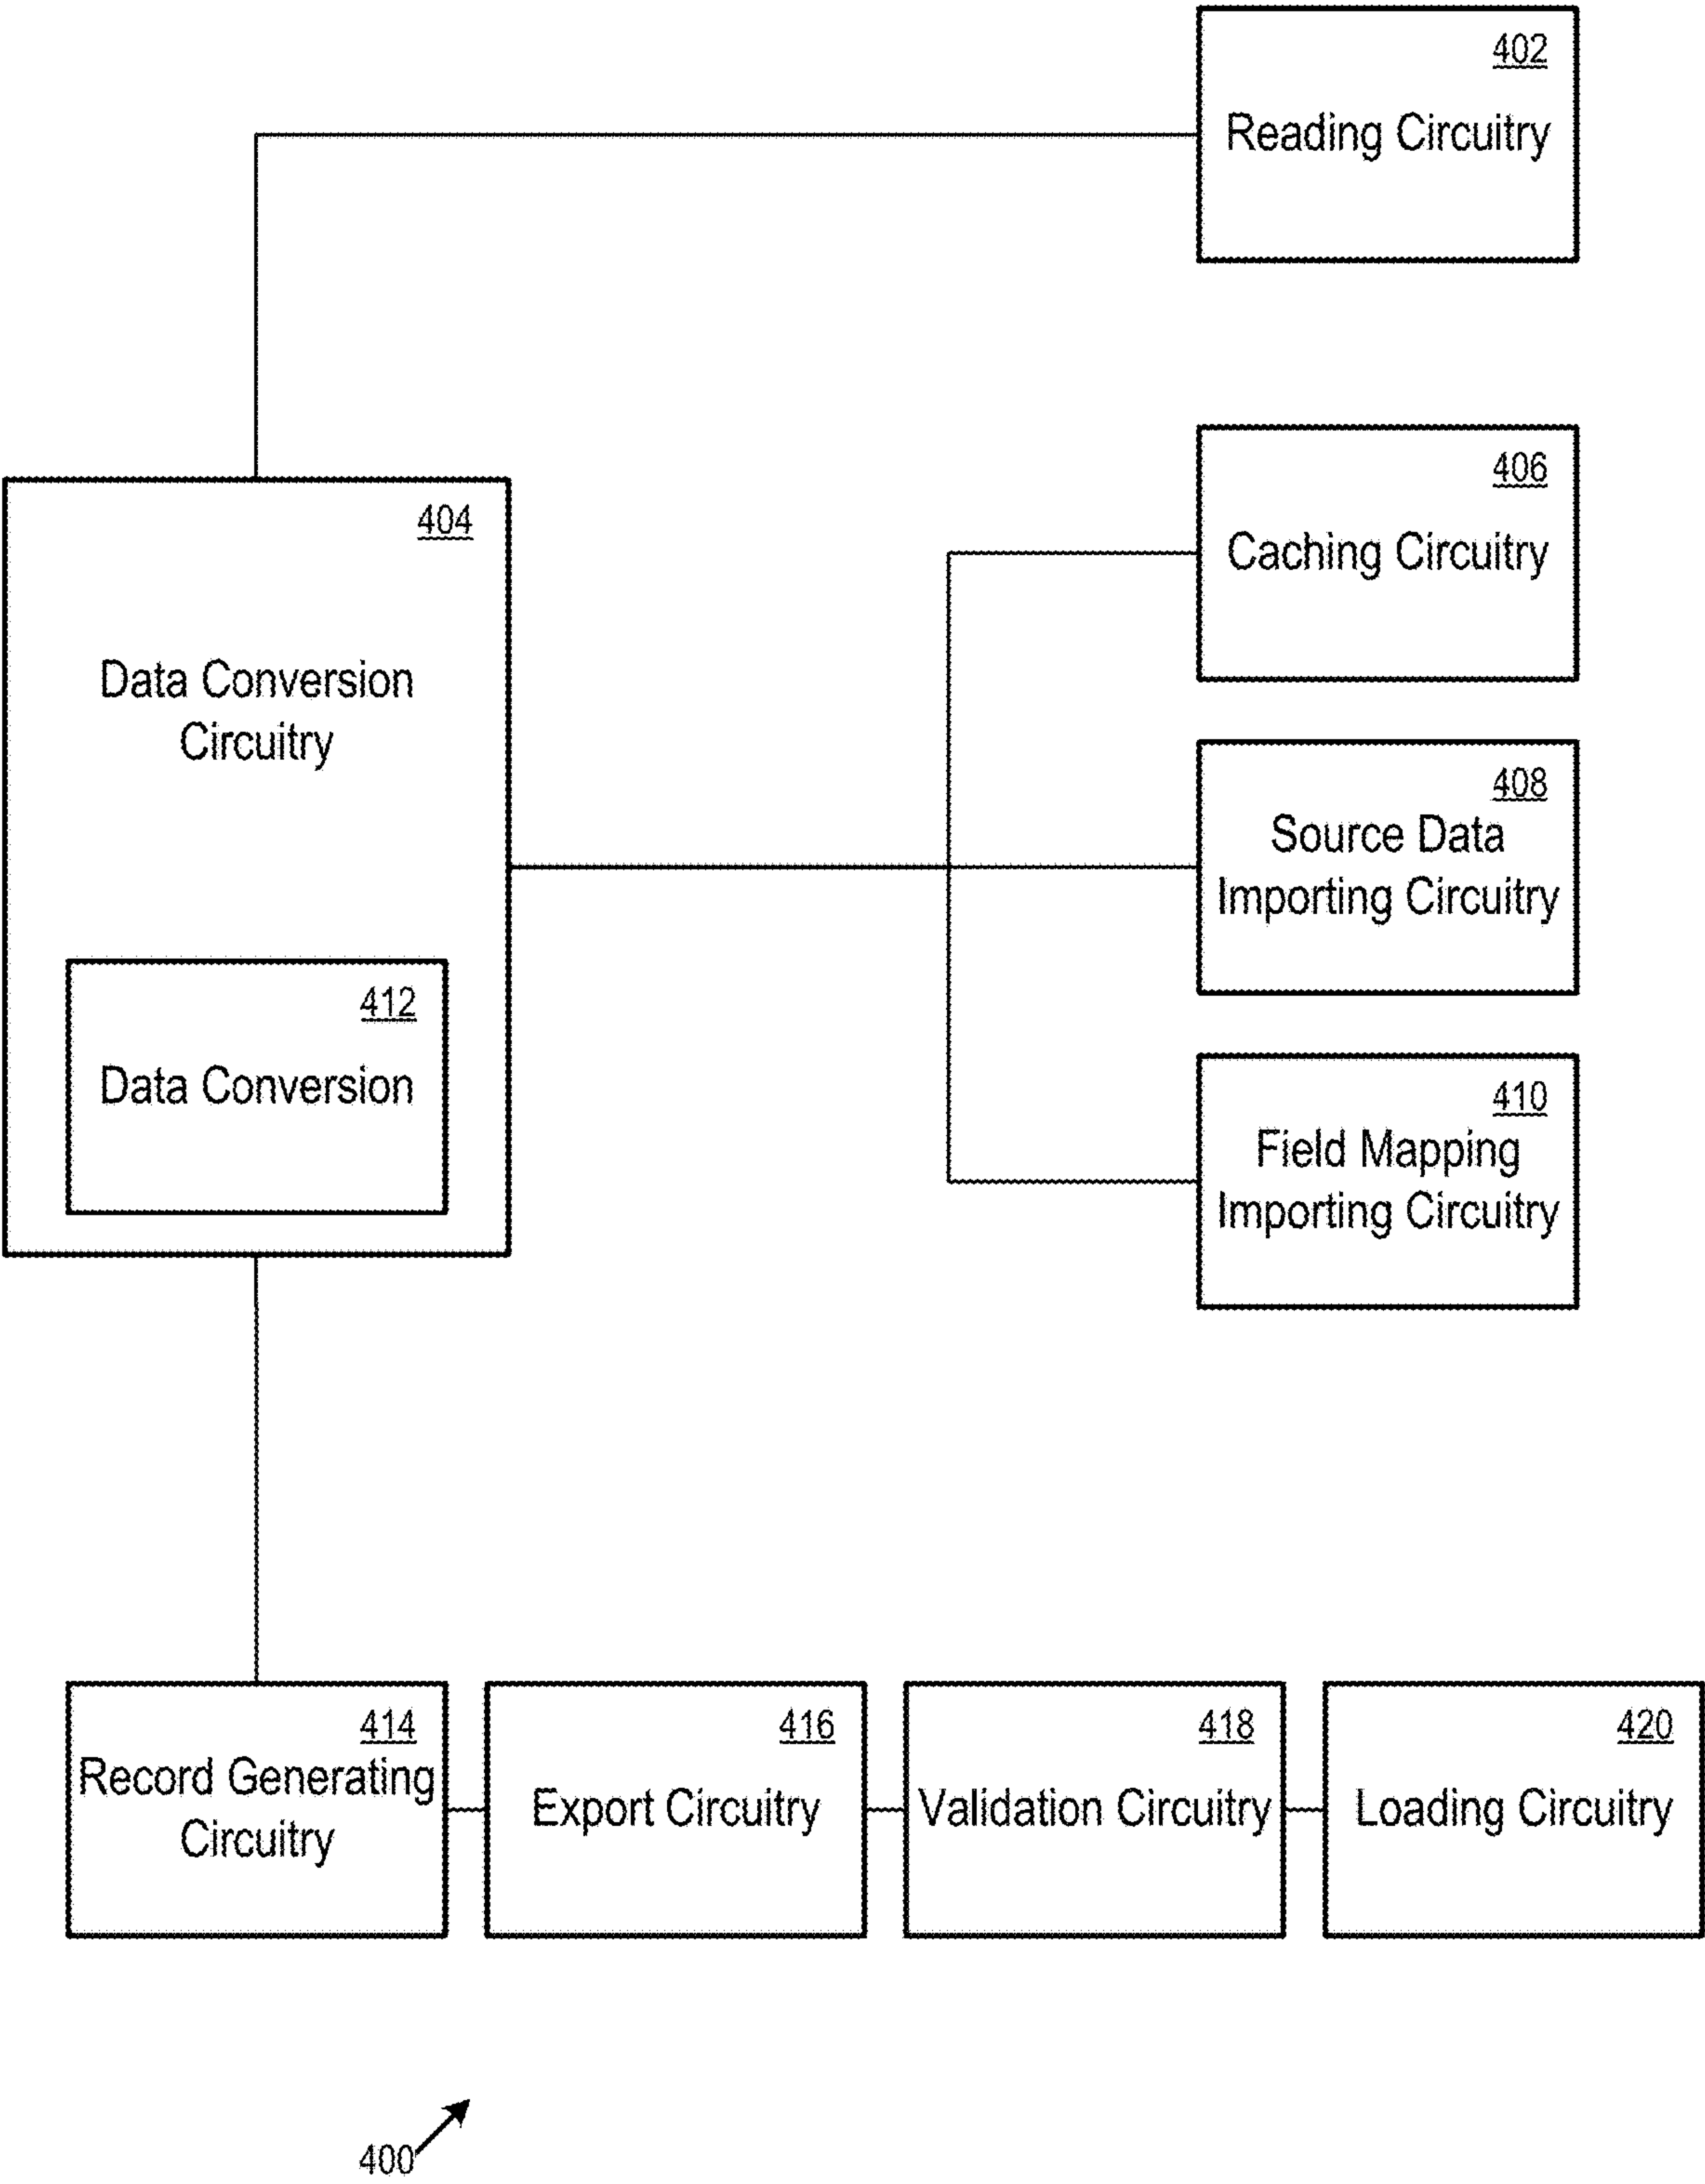 402
Reading Circuitry
404
Data Conversion
Circuitry
406
Caching Circuitry
408
Source Data
Importing Circuitry
412
Data Conversion
410
Field Mapping
Importing Circuitry
414
Record Generating
Circuitry
416
Export Circuitry
418
Validation Circuitry
420
Loading Circuitry
400